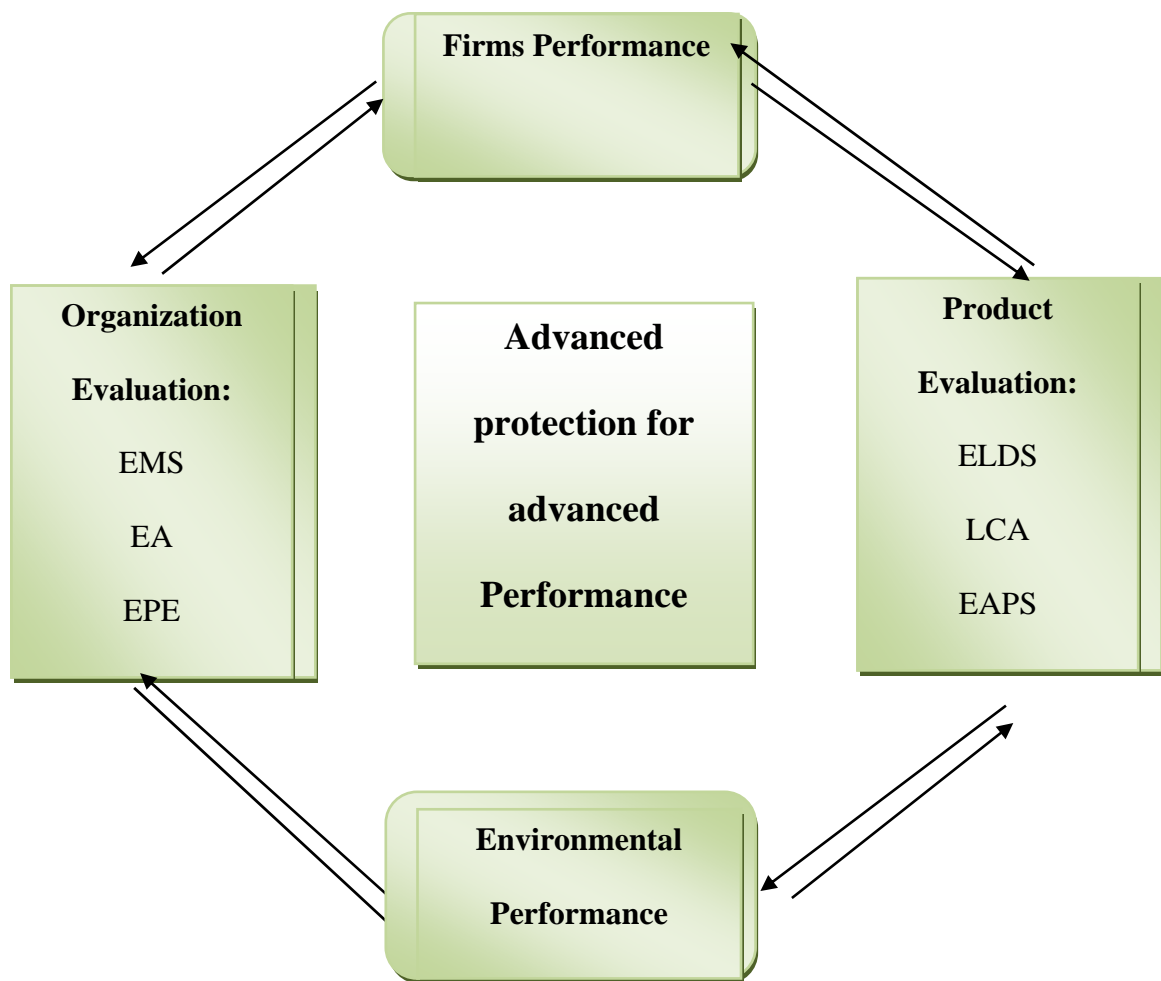 Firms Performance
Organization
Evaluation:
EMS
EA
EPE
Advanced
protection for
advanced
Performance
Product
Evaluation:
ELDS
LCA
EAPS
Environmental
Performance